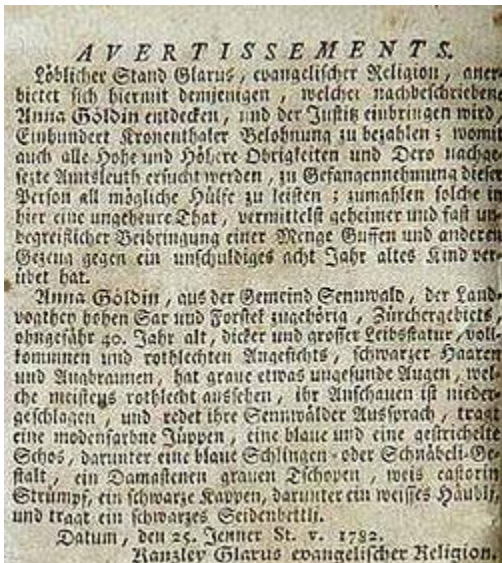 AVERTISSEMENTS.
Löblicher Stand Glarus, evangelischer Religion, aner-
bietet sich hiermit demjenigen, welcher nachbeschriebene
Anna Göldin entdecken, und der Justitz einbringen wird,
Einhundert Kronenthaler Belohnung zu bezahlen; womit
auch alle Hohe und Höhere Obrigkeiten und Dero nachge-
sezte Amtsleuth ersucht werden, zu Gefangennehmung dieser
Person all mögliche Hülfe zu leisten; zumahlen solche in
hier eine ungeheure That, vermittelst geheimer und fast un-
begreiflicher Beibringung einer Menge Guffen und anderen
Gezeug gegen ein unschuldiges acht Jahr altes Kind ver-
übet hat.
Anna Göldin, aus der Gemeind Sennwald, der Land-
vogthey hohen Sax und Forstek zugehörig, Zürchergebiets,
ohngefähr 40. Jahr alt, dicker und grosser Leibsstatur, voll-
kommnen und rothlechten Angesichts, schwarzer Haaren
und Augbraunen, hat graue etwas ungesunde Augen, wel-
che meistens rothlecht aussehen, ihr Anschauen ist nieder-
geschlagen, und redet ihre Sennwälder Aussprach, tragt
eine modenfarbne Jüppen, eine blaue und eine gestrichelte
Schos, darunter eine blaue Schlingen- oder Schnäbeli-Ge-
stalt, ein Damastenen grauen Tschopen, weis castorin
Strümpf, ein schwarze Kappen, darunter ein weisses Häubli,
und tragt ein schwarzes Seidenbettli.
Datum, den 25. Jenner St. v. 1782.
Kanzley Glarus evangelischer Religion.